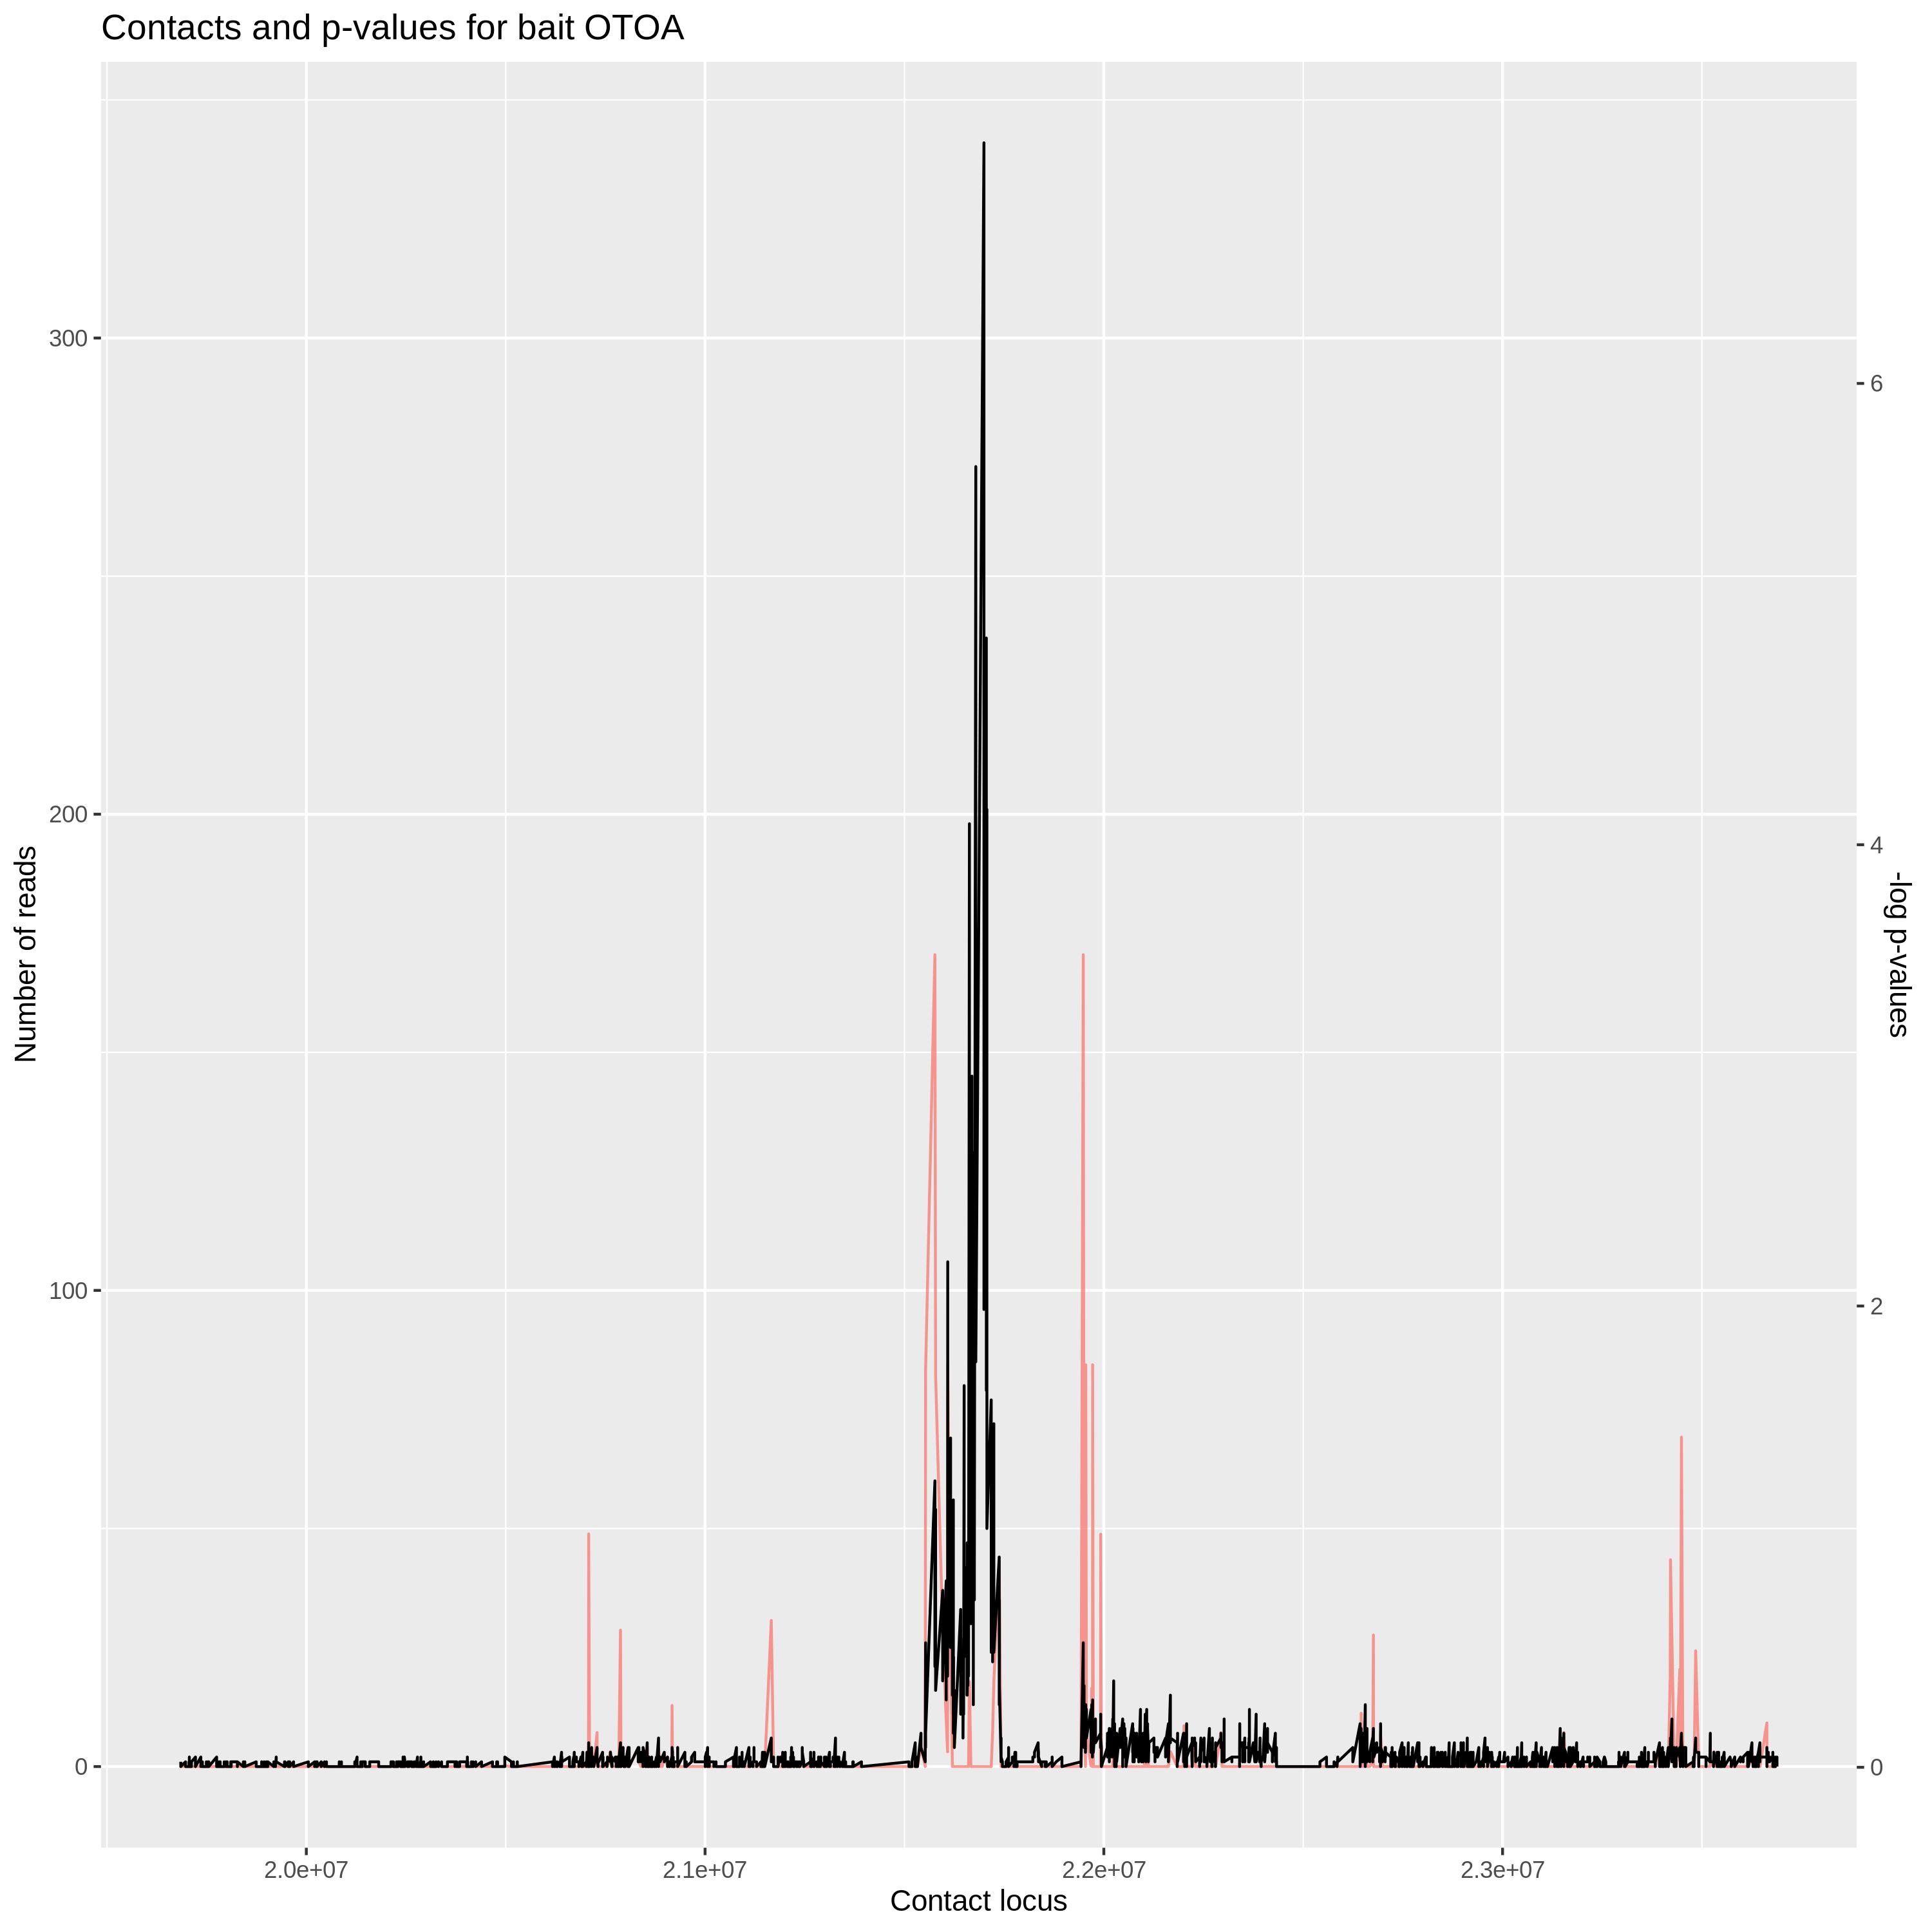 Contacts and p-values for bait OTOA
300
200
100
0
Number of reads
6
4
2
0
-log p-values
2.0e+07 2.1e+07 2.2e+07 2.3e+07
Contact locus